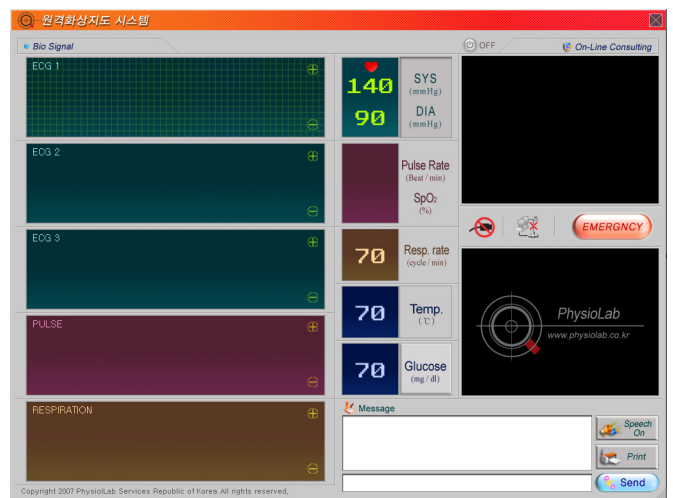 원격화상지도 시스템
Bio Signal
OFF
On-Line Consulting
ECG 1
140
SYS
(mmHg)
90
DIA
(mmHg)
ECG 2
Pulse Rate
(Beat / min)
SpO₂
(%)
EMERGNCY
ECG 3
70
Resp. rate
(cycle / min)
70
Temp.
(℃)
PhysioLab
www.physiolab.co.kr
PULSE
70
Glucose
(mg / dl)
RESPIRATION
Message
Speech
On
Print
Send
Copyright 2007 PhysiolLab Services Republic of Korea All rights reserved,